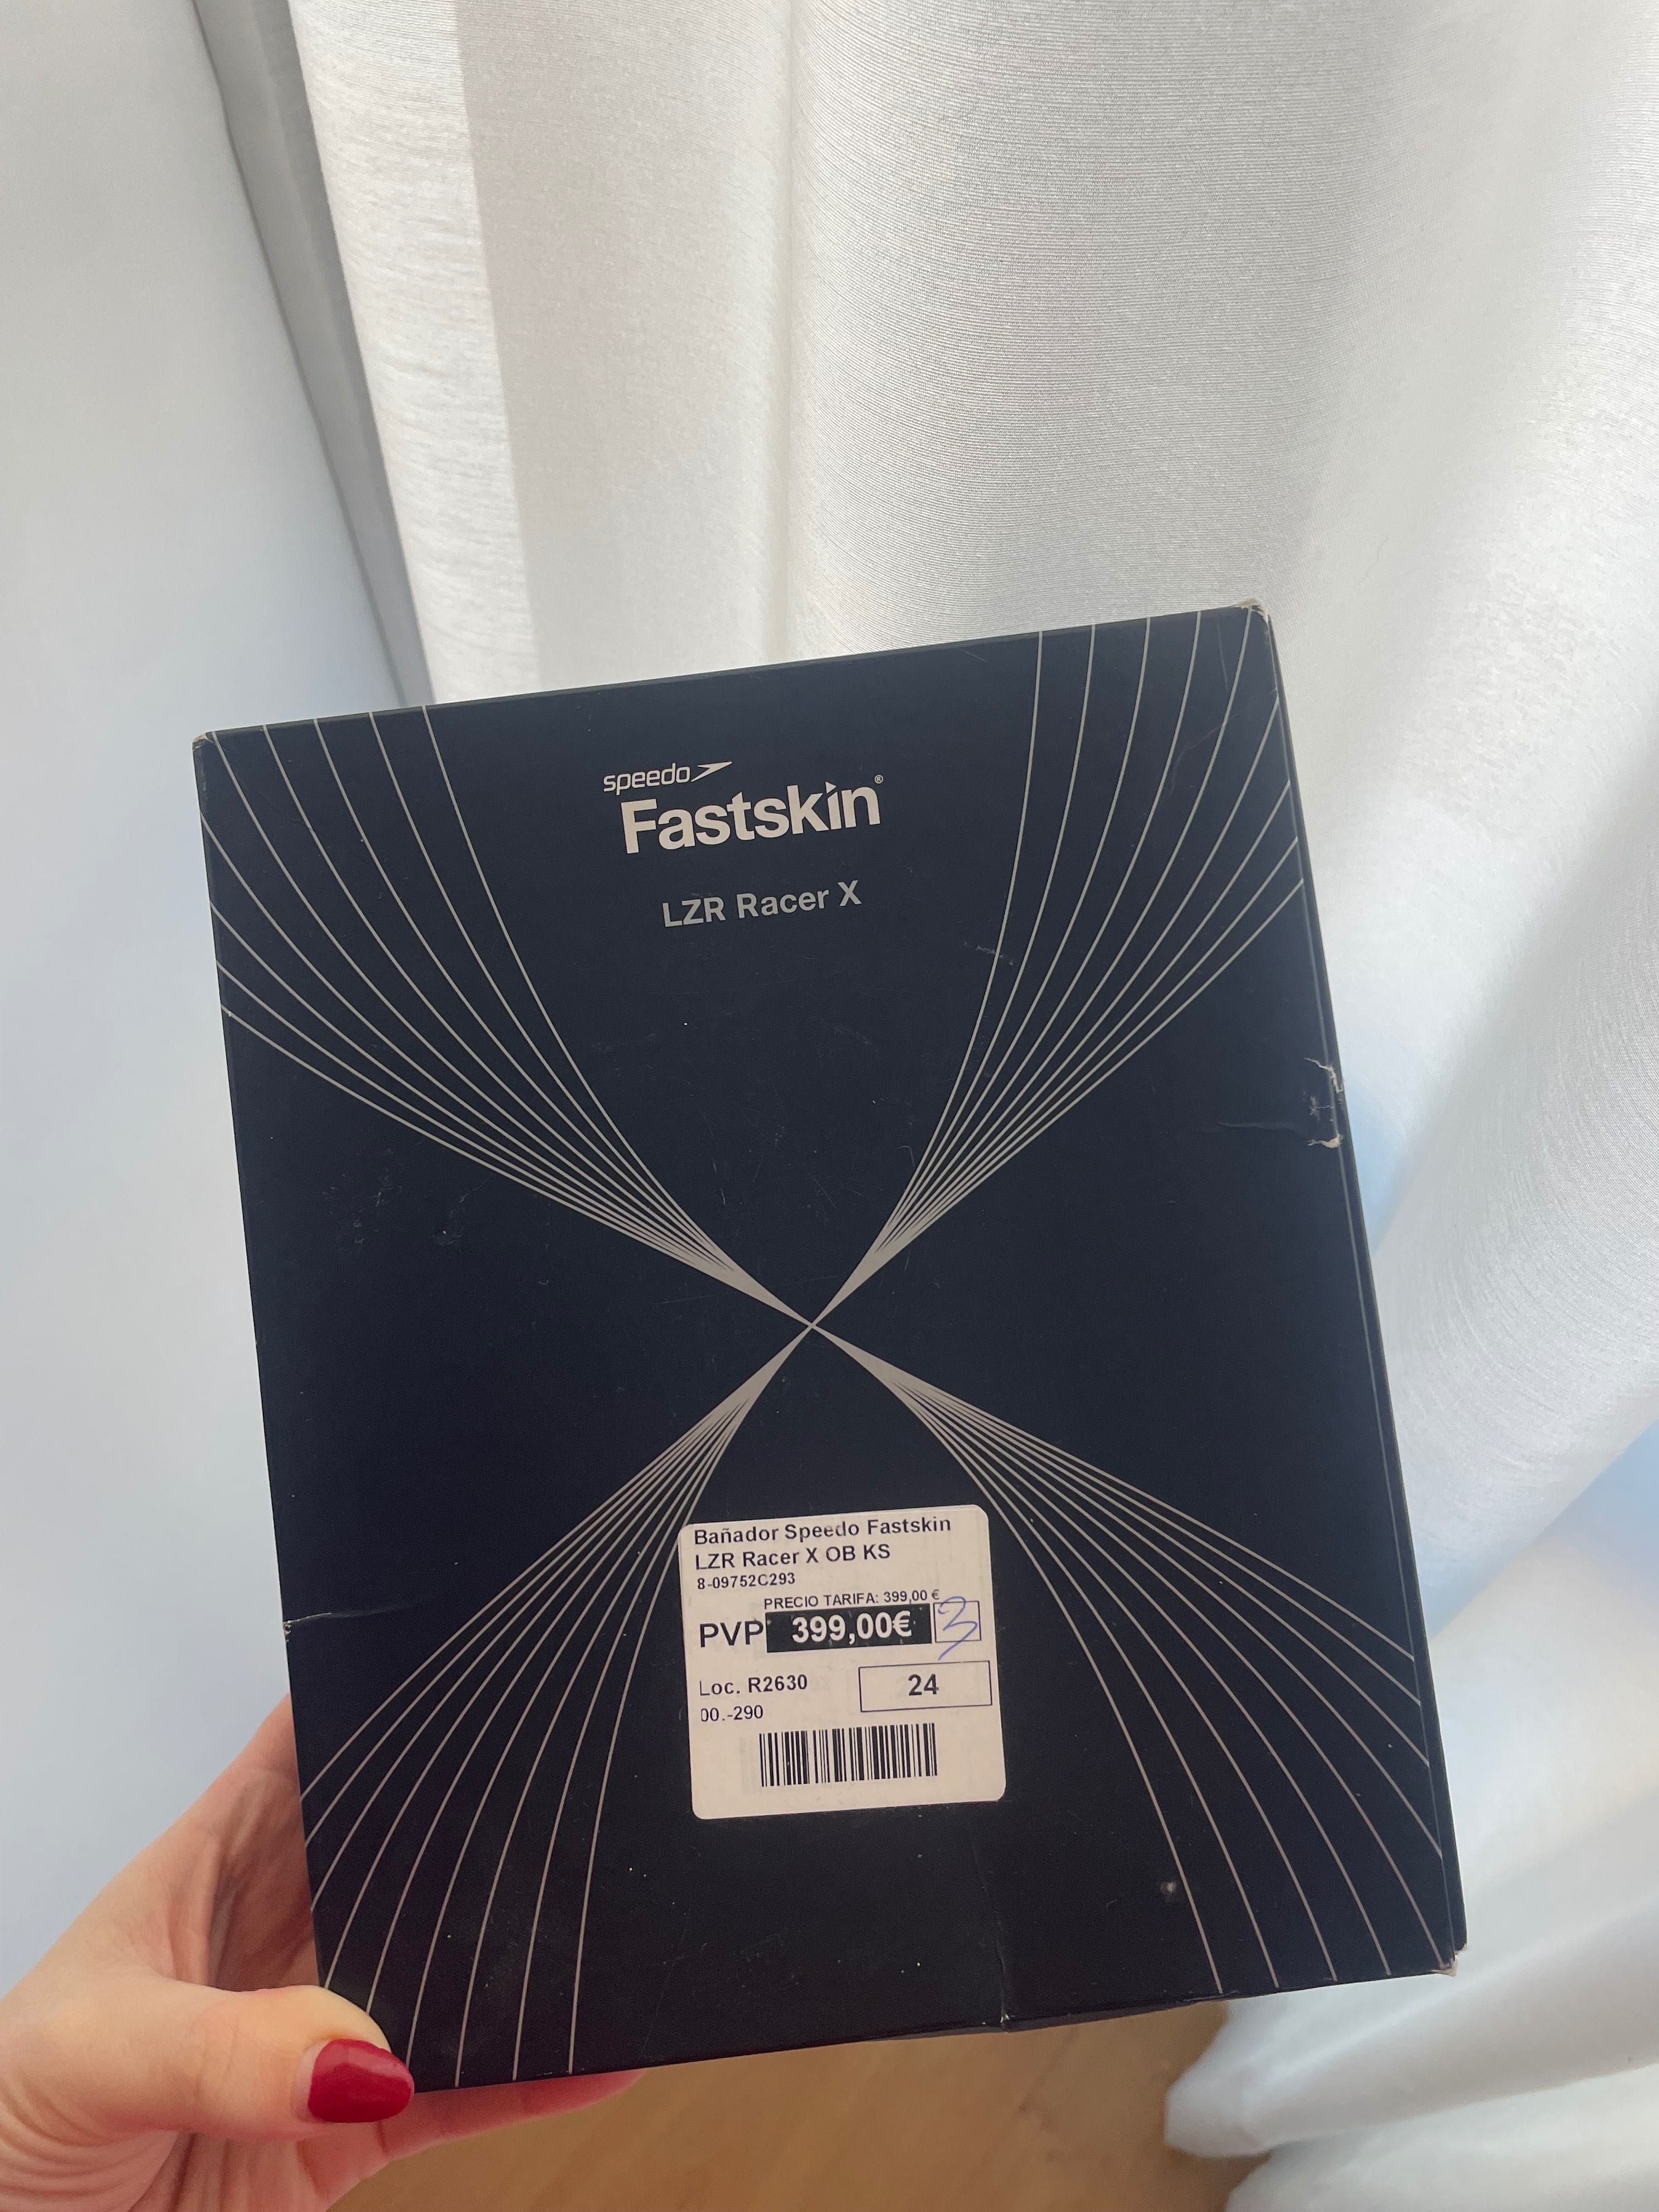 speedo
Fastskin®
LZR Racer X
Bañador Speedo Fastskin
LZR Racer X OB KS
8-09752C293
PRECIO TARIFA: 399,00 €
PVP 399,00€ 3
Loc. R2630 24
00.-290